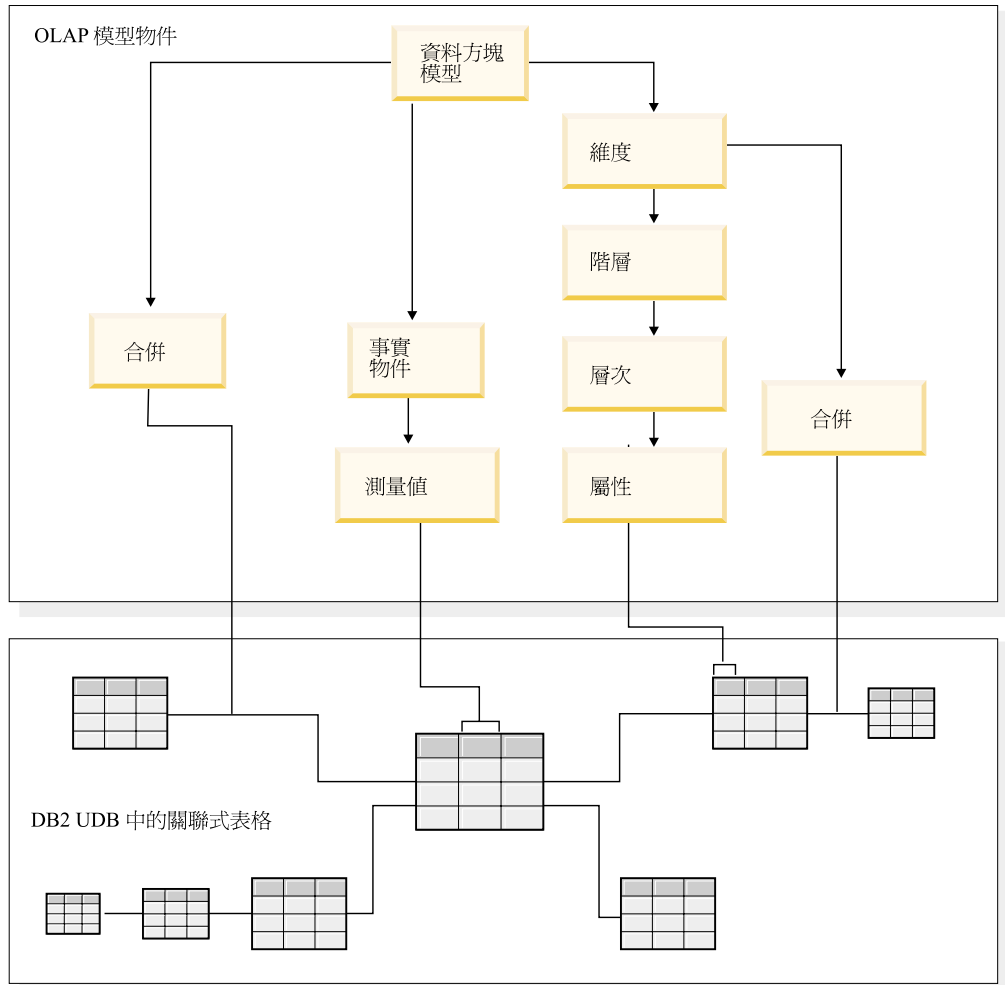 OLAP 模型物件
資料方塊
模型
維度
階層
合併
事實
物件
層次
合併
測量值
屬性
DB2 UDB 中的關聯式表格